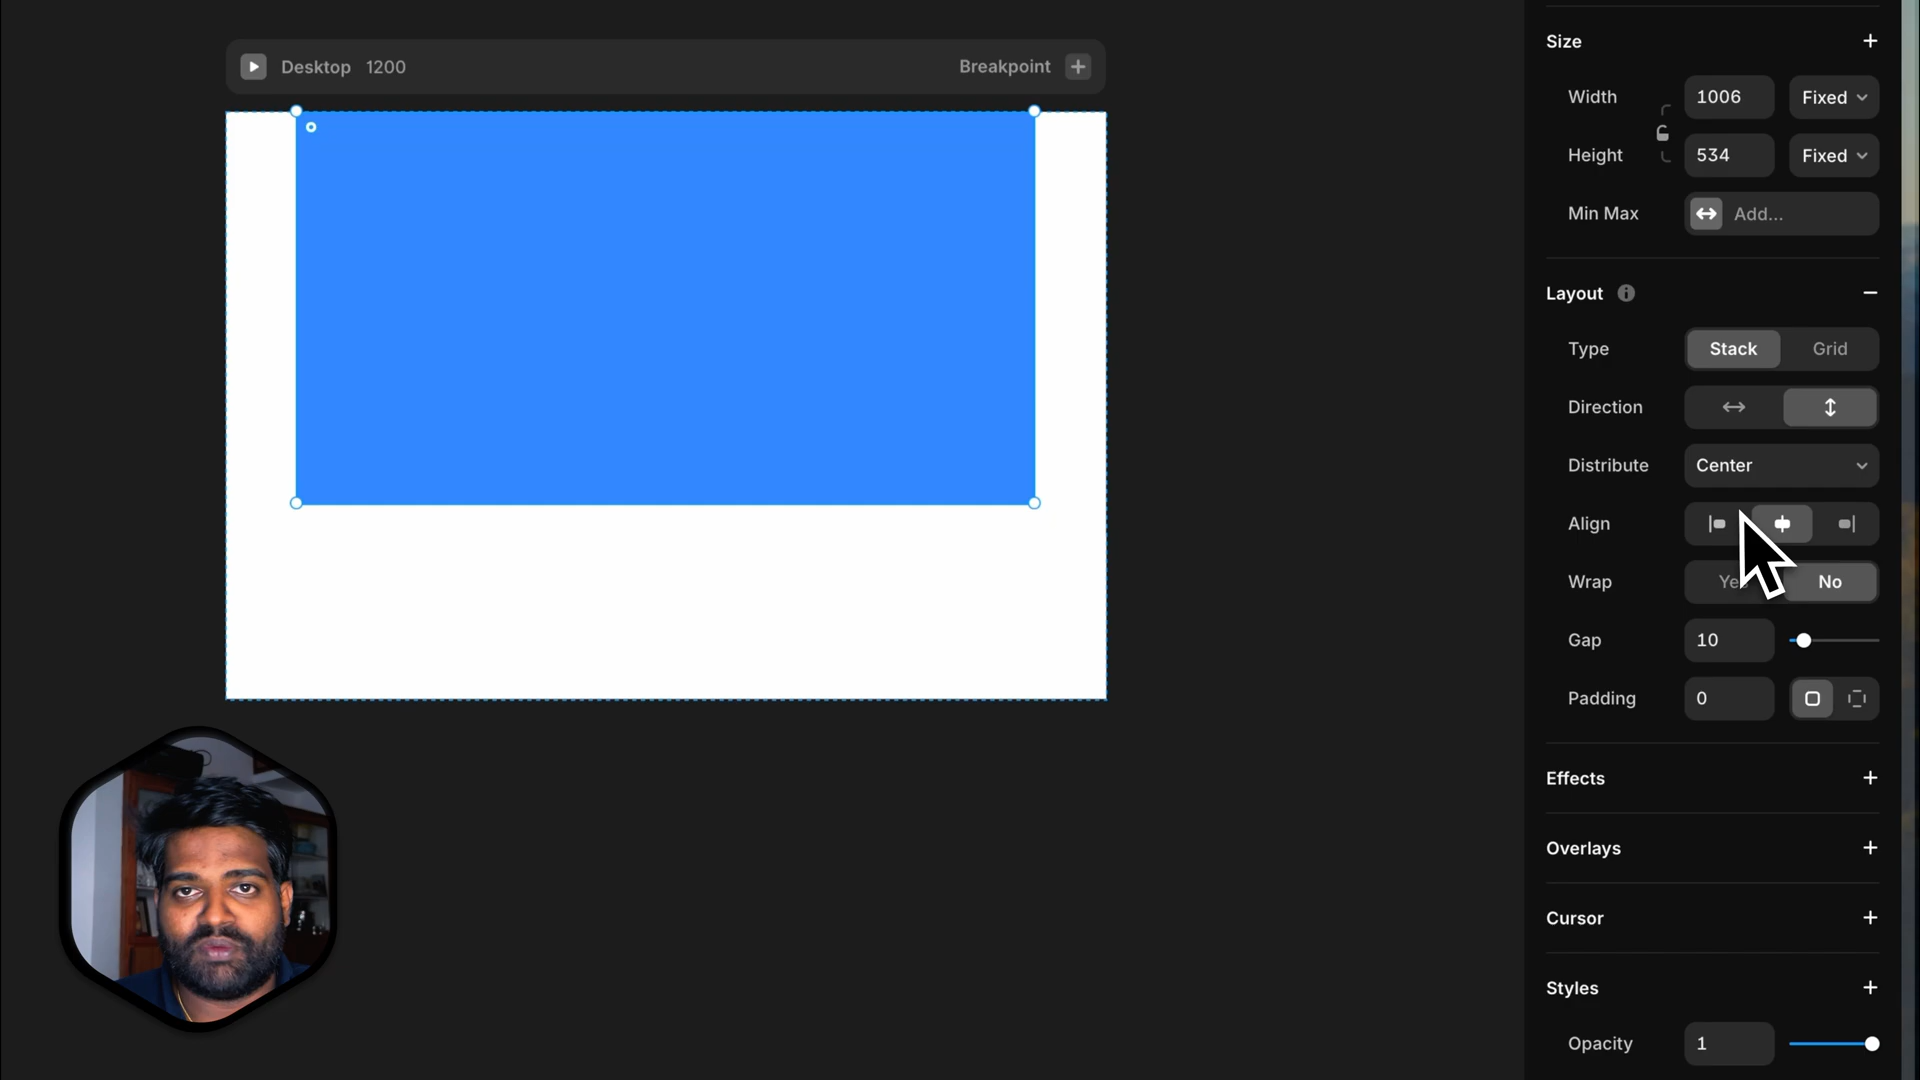 Desktop 1200
Breakpoint
Size
Width 1006 Fixed
Height 534 Fixed
Min Max Add...
Layout
Type Stack Grid
Direction
Distribute Center
Align
Wrap No
Gap 10
Padding 0
Effects
Overlays
Cursor
Styles
Opacity 1